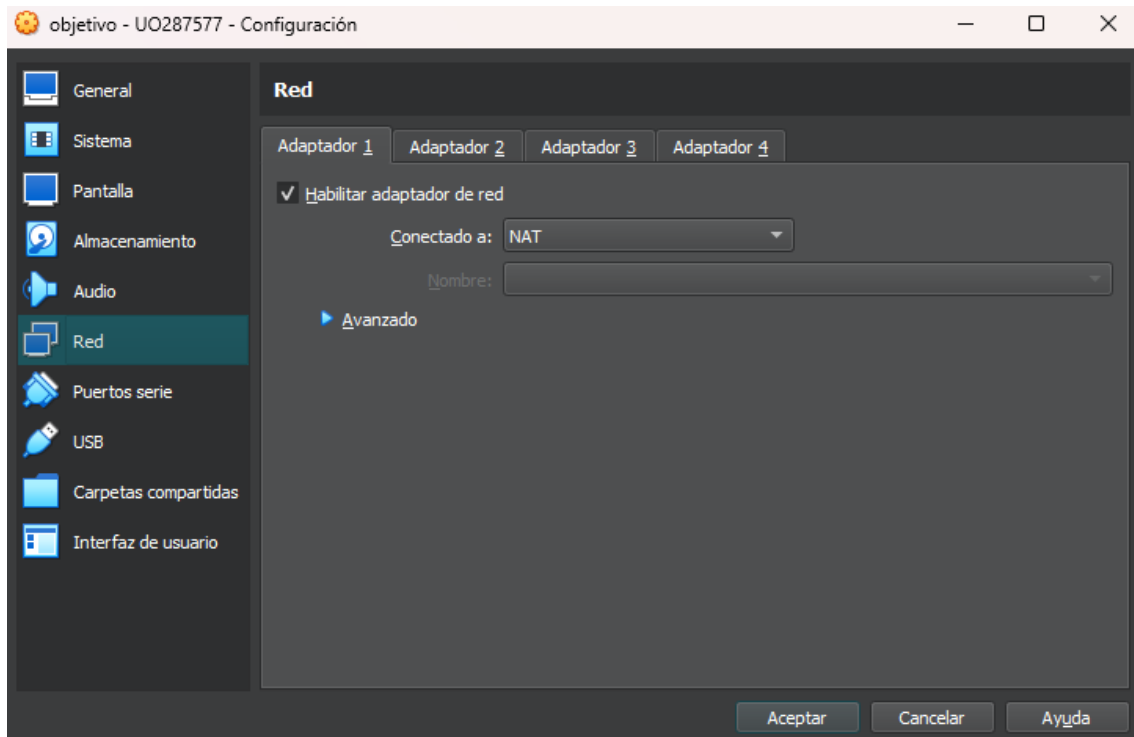 objetivo - UO287577 - Configuración
General
Sistema
Pantalla
Almacenamiento
Audio
Red
Puertos serie
USB
Carpetas compartidas
Interfaz de usuario
Red
Adaptador 1 Adaptador 2 Adaptador 3 Adaptador 4
Habilitar adaptador de red
Conectado a: NAT
Nombre:
Avanzado
Aceptar Cancelar Ayuda